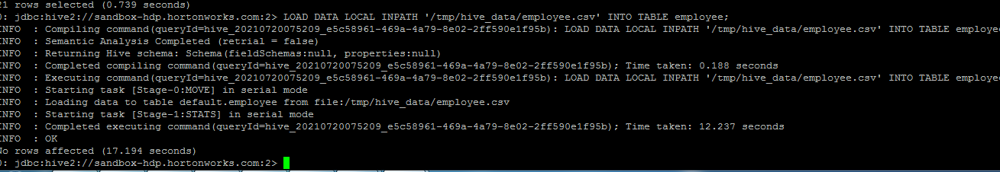 21 rows selected (0.739 seconds)
0: jdbc:hive2://sandbox-hdp.hortonworks.com:2> LOAD DATA LOCAL INPATH '/tmp/hive_data/employee.csv' INTO TABLE employee;
INFO  : Compiling command(queryId=hive_20210720075209_e5c58961-469a-4a79-8e02-2ff590e1f95b): LOAD DATA LOCAL INPATH '/tmp/hive_data/employee.csv' INTO TABLE employe
INFO  : Semantic Analysis Completed (retrial = false)
INFO  : Returning Hive schema: Schema(fieldSchemas:null, properties:null)
INFO  : Completed compiling command(queryId=hive_20210720075209_e5c58961-469a-4a79-8e02-2ff590e1f95b); Time taken: 0.188 seconds
INFO  : Executing command(queryId=hive_20210720075209_e5c58961-469a-4a79-8e02-2ff590e1f95b): LOAD DATA LOCAL INPATH '/tmp/hive_data/employee.csv' INTO TABLE employe
INFO  : Starting task [Stage-0:MOVE] in serial mode
INFO  : Loading data to table default.employee from file:/tmp/hive_data/employee.csv
INFO  : Starting task [Stage-1:STATS] in serial mode
INFO  : Completed executing command(queryId=hive_20210720075209_e5c58961-469a-4a79-8e02-2ff590e1f95b); Time taken: 12.237 seconds
INFO  : OK
No rows affected (17.194 seconds)
0: jdbc:hive2://sandbox-hdp.hortonworks.com:2>